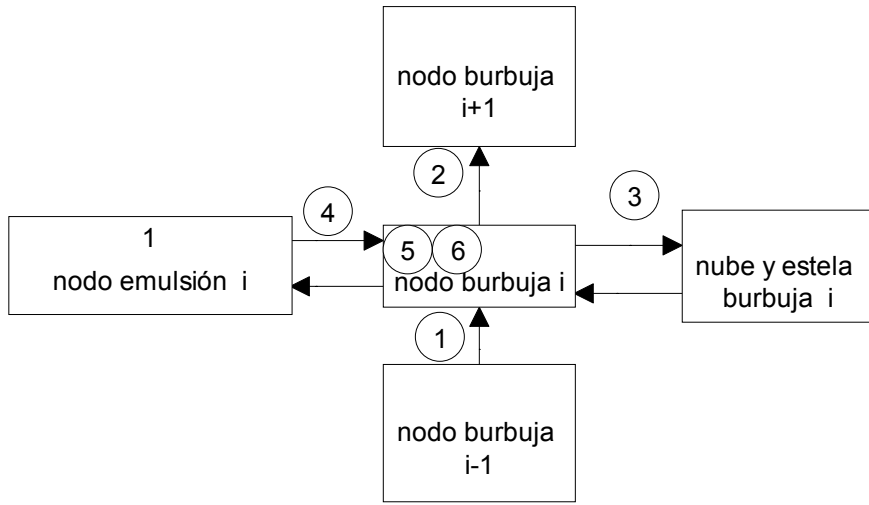 nodo burbuja
i+1
2
3
4
1
nodo emulsión i
5 6
nodo burbuja i
nube y estela
burbuja i
1
nodo burbuja
i-1